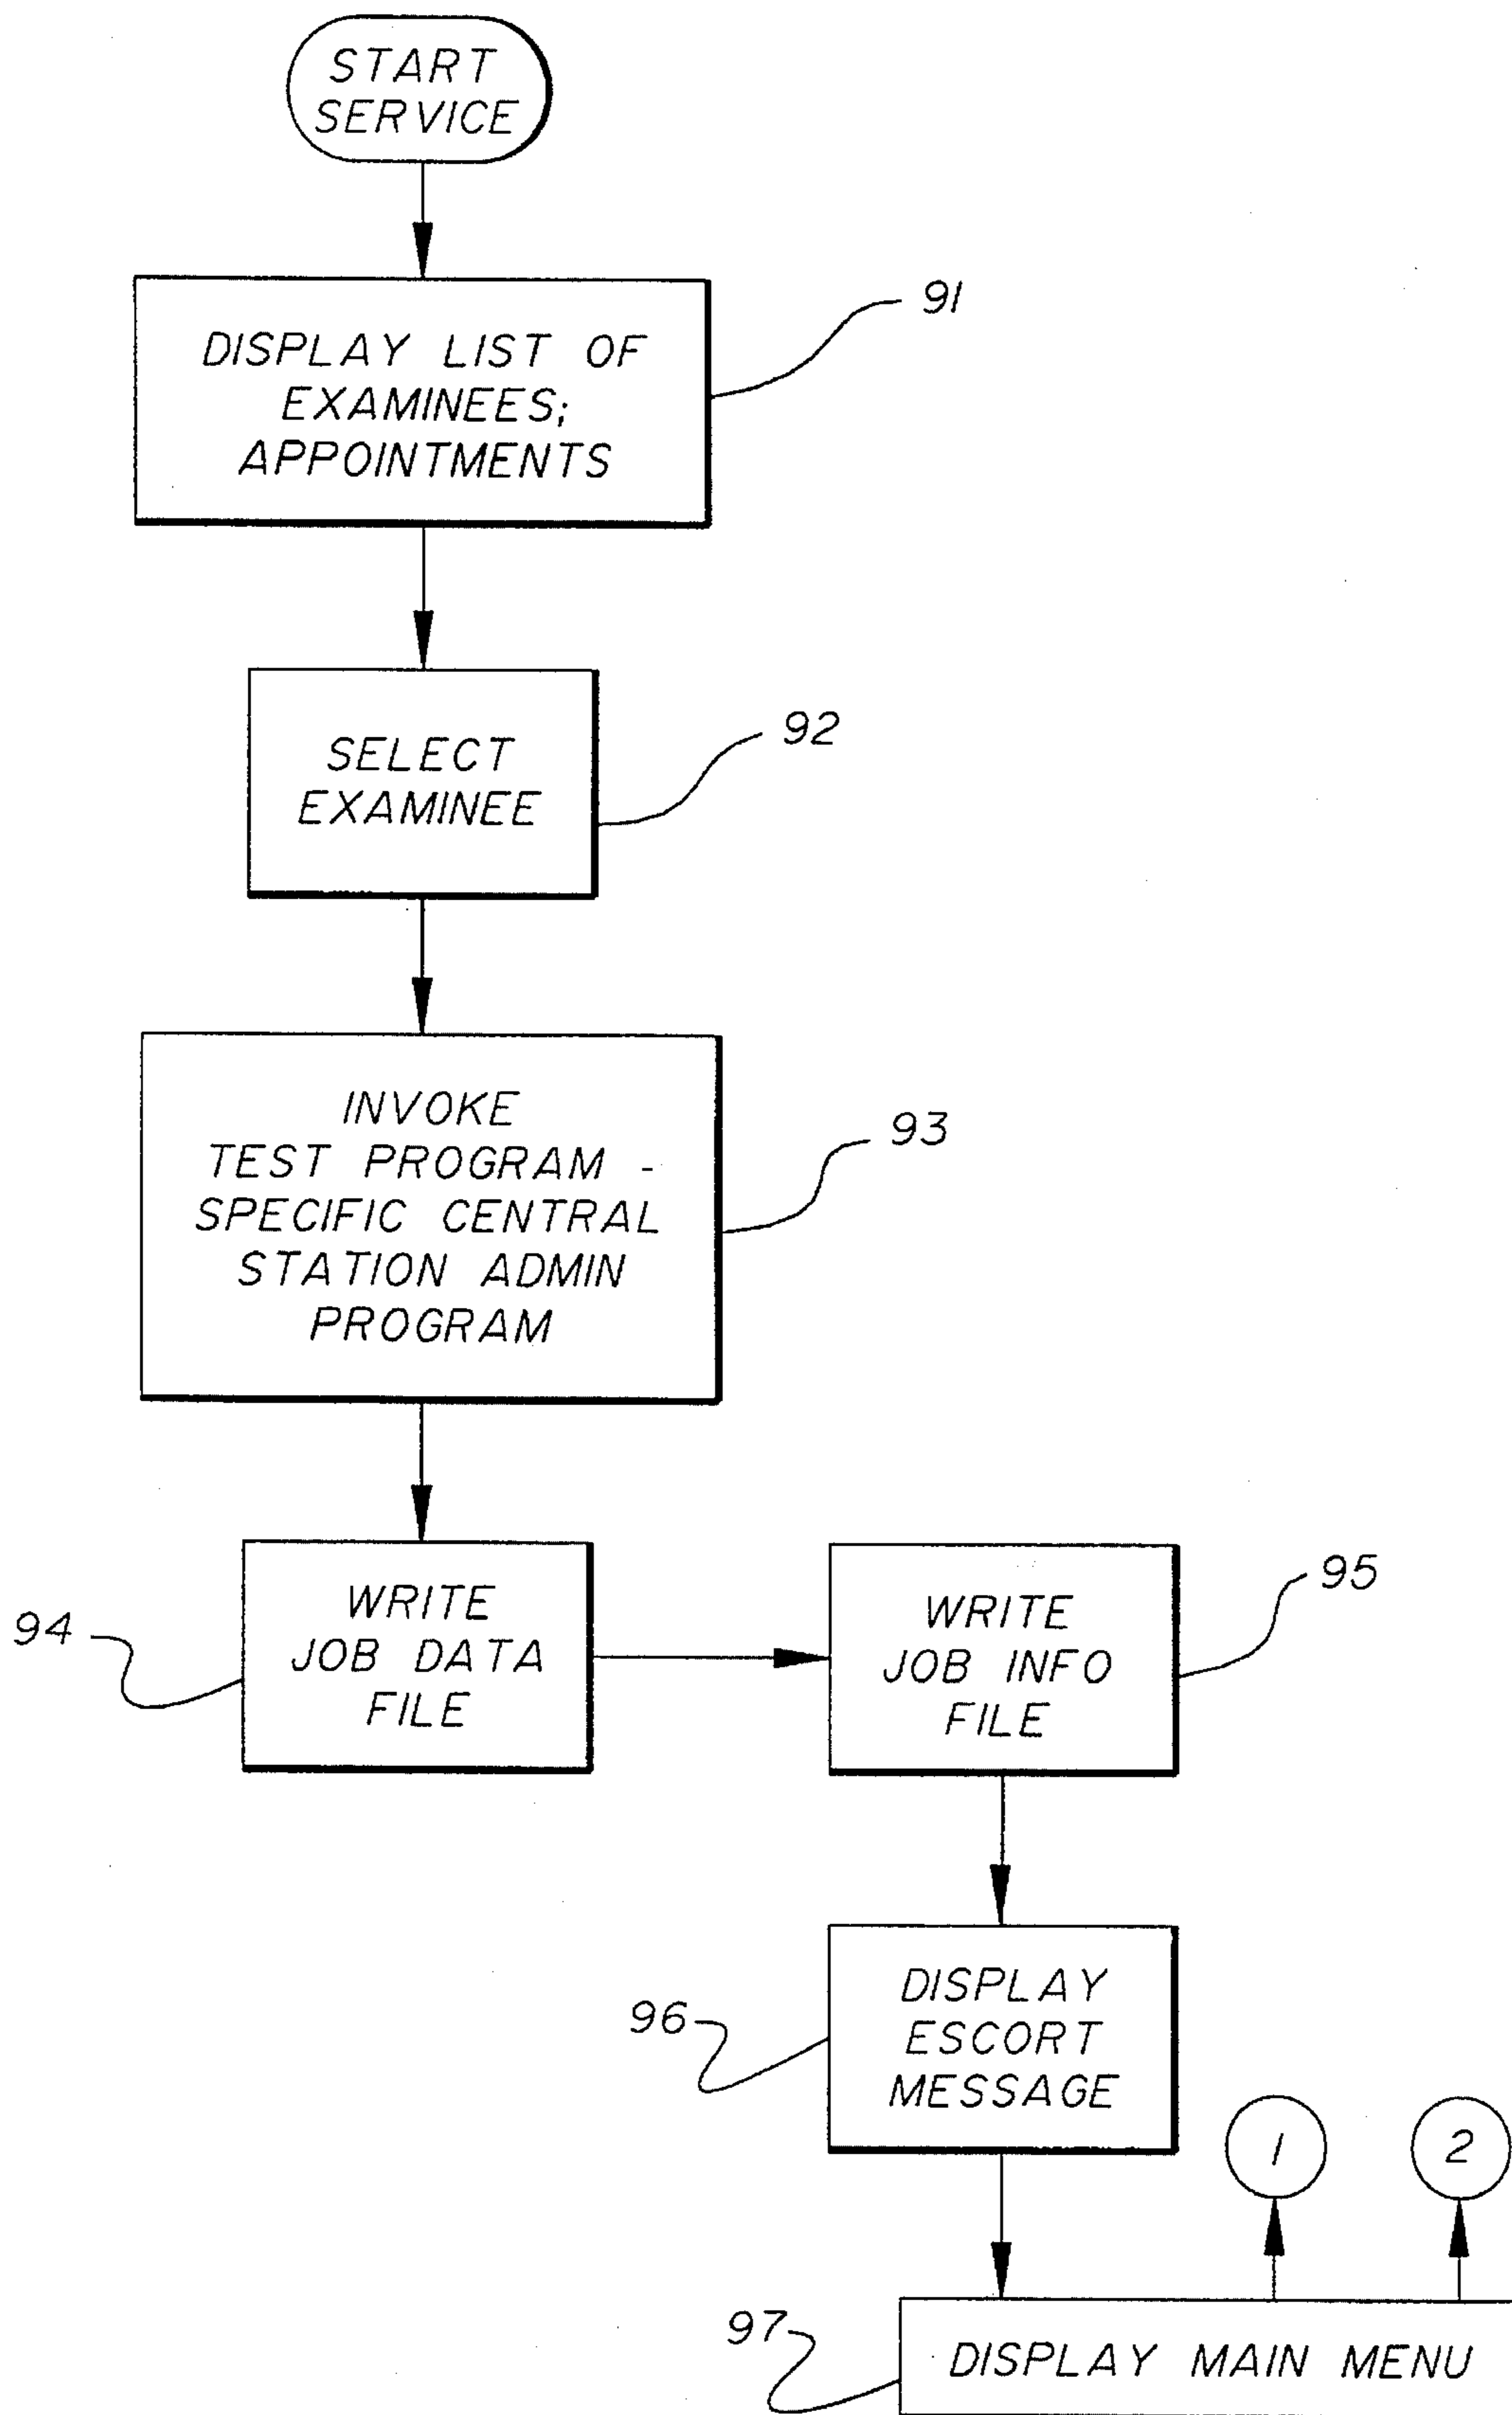 START
SERVICE
91
DISPLAY LIST OF
EXAMINEES;
APPOINTMENTS
92
SELECT
EXAMINEE
93
INVOKE
TEST PROGRAM -
SPECIFIC CENTRAL
STATION ADMIN
PROGRAM
94
WRITE
JOB DATA
FILE
95
WRITE
JOB INFO
FILE
96
DISPLAY
ESCORT
MESSAGE
1
2
97
DISPLAY MAIN MENU